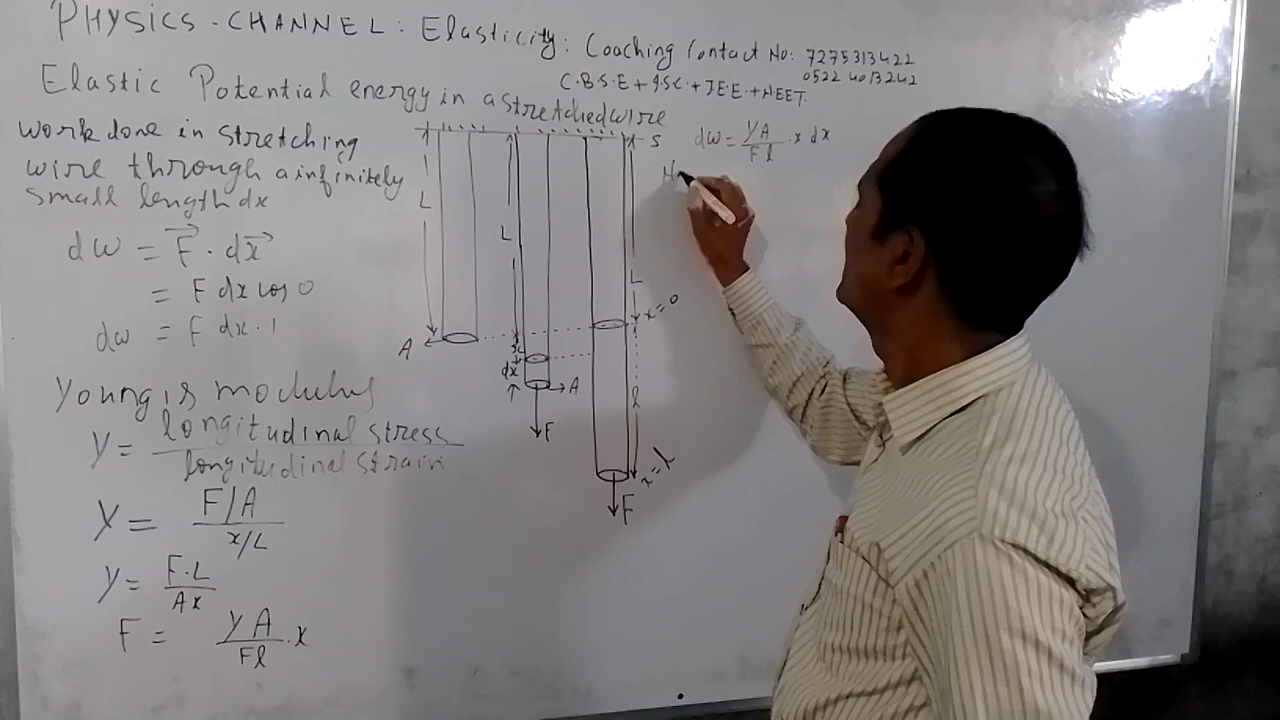 PHYSICS-CHANNEL: Elasticity: Coaching Contact No: 7275313422
0522 4013242
C.B.S.E + I.S.C. + J.E.E. + NEET.
Elastic Potential energy in a stretched wire
work done in stretching
wire through a infinitely
small length dx
dw = F⃗ · dx⃗
= F dx cos 0
dw = F dx · 1
Young's modulus
Y = longitudinal stress / longitudinal strain
Y = F/A / x/L
Y = F·L / Ax
F = YA / Fl · x
L
A
L
x
dx
A
F
S
L
x=0
l
x=l
F
dw = YA / Fl · x dx